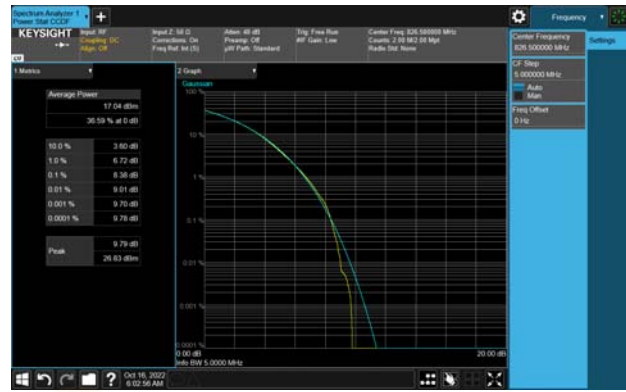 Spectrum Analyzer 1
Power Stat CCDF
Frequency
KEYSIGHT
Input: RF
Coupling: DC
Align: Off
Input Z: 50 Ω
Corrections: On
Freq Ref: Int (S)
Atten: 40 dB
Preamp: Off
µW Path: Standard
Trig: Free Run
#IF Gain: Low
Center Freq: 826.500000 MHz
Counts: 2.00 M/2.00 Mpt
Radio Std: None
Center Frequency
826.500000 MHz
Settings
CF Step
5.000000 MHz
Auto
Man
Freq Offset
0 Hz
1 Metrics
2 Graph
Average Power
17.04 dBm
36.59 % at 0 dB
10.0 % 3.60 dB
1.0 % 6.72 dB
0.1 % 8.38 dB
0.01 % 9.01 dB
0.001 % 9.70 dB
0.0001 % 9.78 dB
Peak
9.79 dB
26.83 dBm
Gaussian
100 %
10 %
1 %
0.1 %
0.001 %
0.0001 %
0.00 dB
20.00 dB
Info BW 5.0000 MHz
Oct 16, 2022
6:02:56 AM